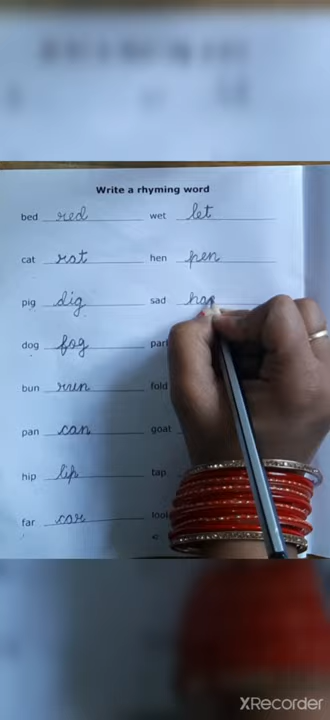 Write a rhyming word
bed red wet let
cat rat hen pen
pig dig sad
dog fog
bun run fold
pan can goat
hip lip tap
far car
XRecorder